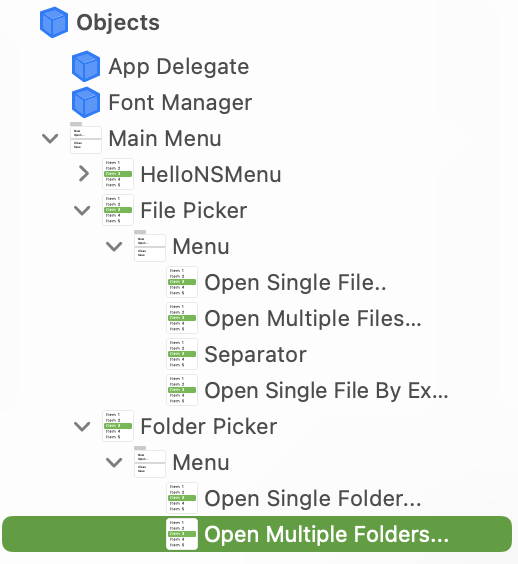 Objects
App Delegate
Font Manager
Main Menu
HelloNSMenu
File Picker
Menu
Open Single File..
Open Multiple Files...
Separator
Open Single File By Ex...
Folder Picker
Menu
Open Single Folder...
Open Multiple Folders...